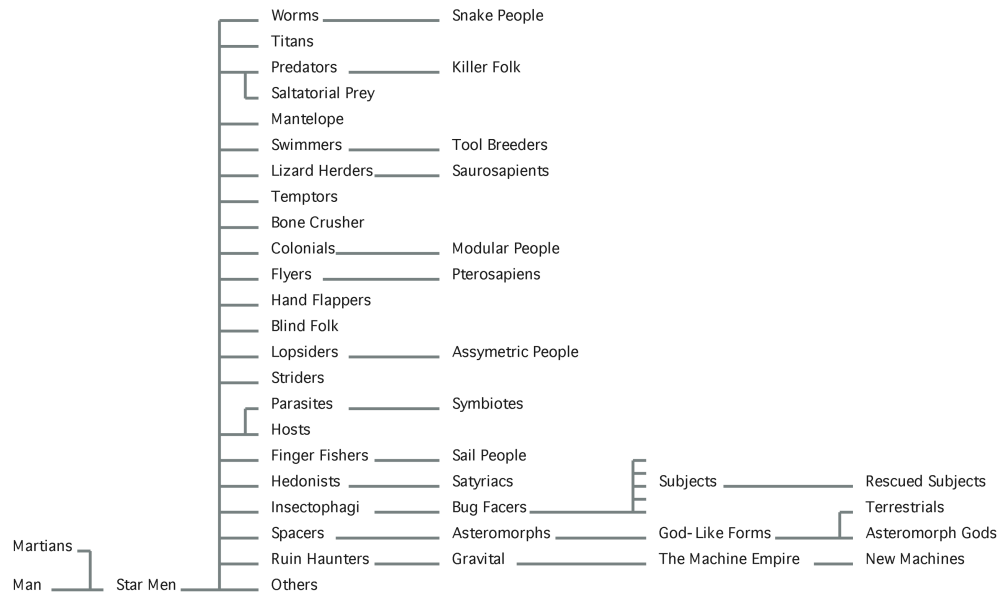 Worms Snake People
Titans
Predators Killer Folk
Saltatorial Prey
Mantelope
Swimmers Tool Breeders
Lizard Herders Saurosapients
Temptors
Bone Crusher
Colonials Modular People
Flyers Pterosapiens
Hand Flappers
Blind Folk
Lopsiders Assymetric People
Striders
Parasites Symbiotes
Hosts
Finger Fishers Sail People
Hedonists Satyriacs Subjects Rescued Subjects
Insectophagi Bug Facers Terrestrials
Spacers Asteromorphs God-Like Forms Asteromorph Gods
Martians
Ruin Haunters Gravital The Machine Empire New Machines
Man Star Men Others